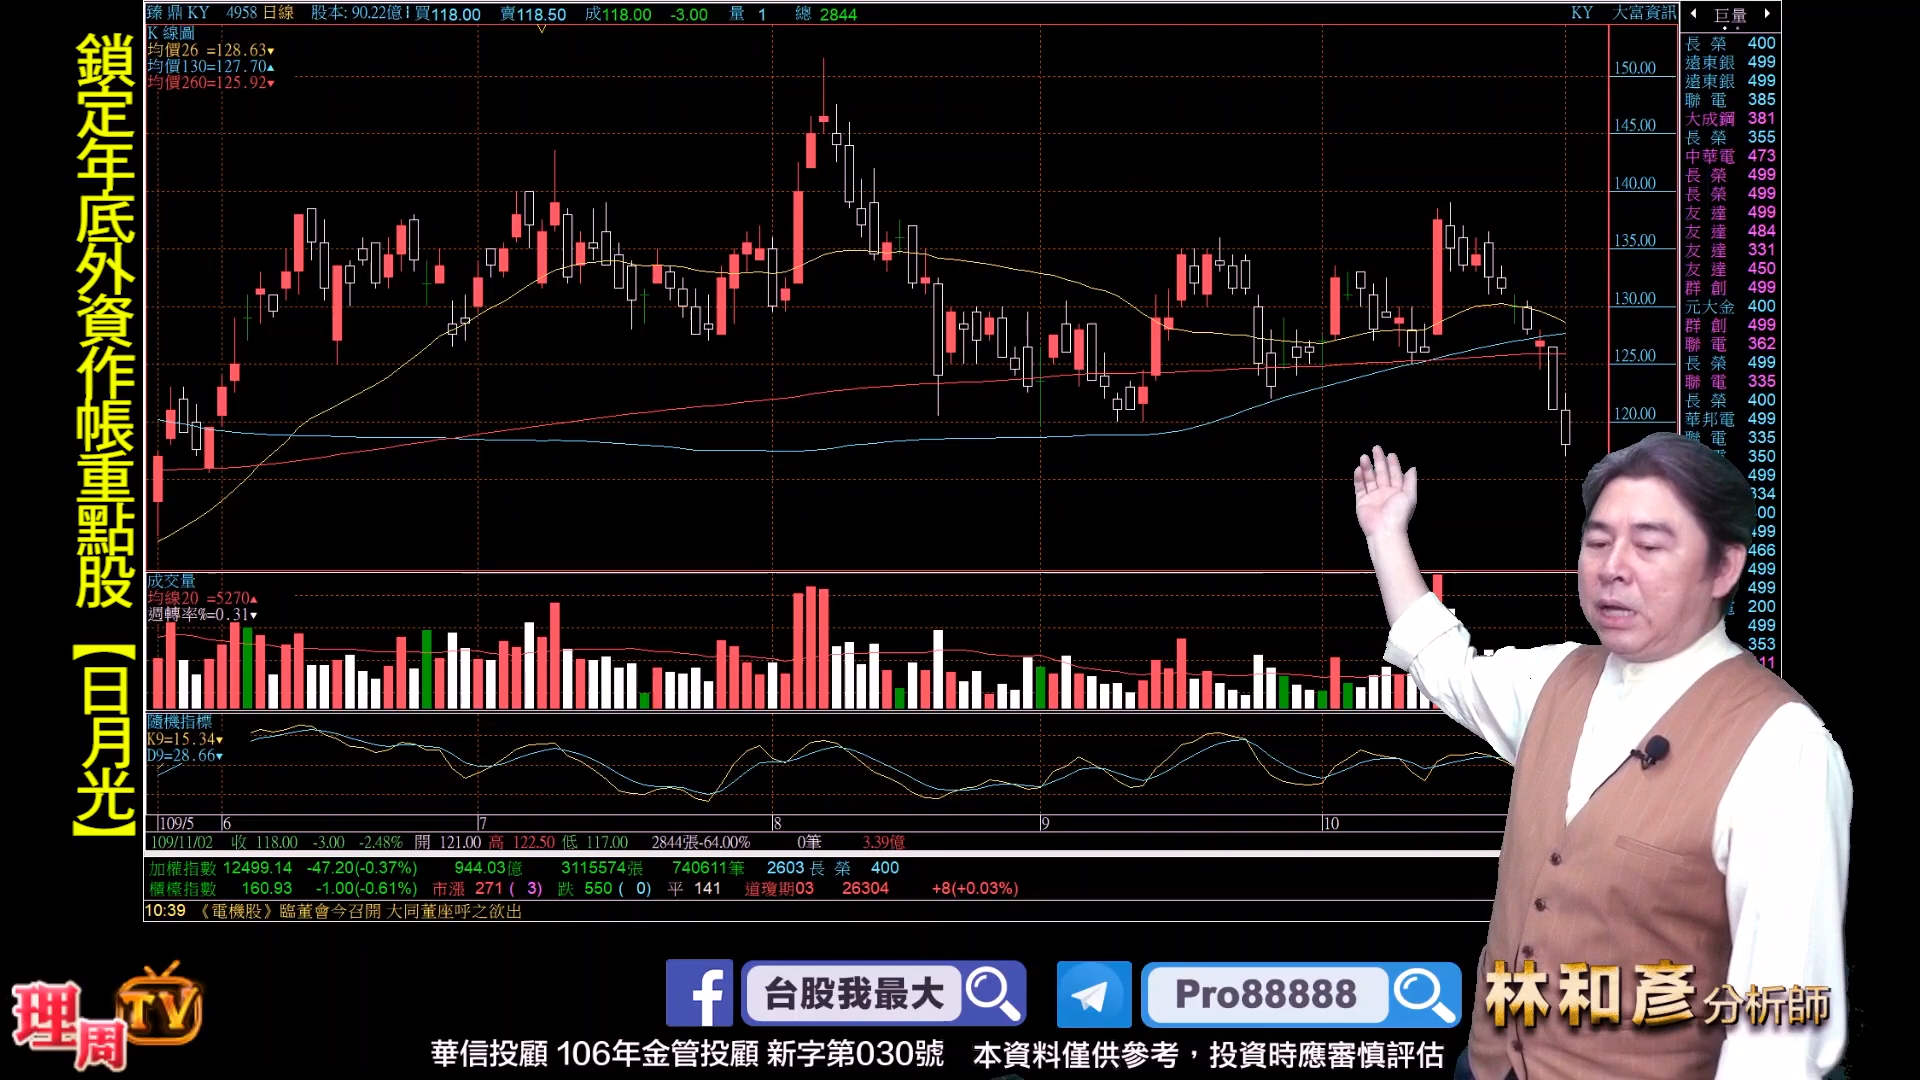 鎖定年底外資作帳重點股【日月光】
臻鼎KY 4958 日線 股本: 90.22億 買118.00 賣118.50 成118.00 -3.00 量 1 總 2844 KY 大富資訊
K 線圖
均價26 =128.63▾
均價130=127.70▴
均價260=125.92▾
150.00
145.00
140.00
135.00
130.00
125.00
120.00
成交量
均線20 =5270▴
週轉率%=0.31▾
隨機指標
K9=15.34▾
D9=28.66▾
109/5 6 7 8 9 10
109/11/02 收 118.00 -3.00 -2.48% 開 121.00 高 122.50 低 117.00 2844張-64.00% 0筆 3.39億
加權指數 12499.14 -47.20(-0.37%) 944.03億 3115574張 740611筆 2603 長 榮 400
櫃檯指數 160.93 -1.00(-0.61%) 市漲 271 ( 3) 跌 550 ( 0) 平 141 道瓊期03 26304 +8(+0.03%)
10:39 《電機股》臨董會今召開 大同董座呼之欲出
巨量
長 榮 400
遠東銀 499
遠東銀 499
聯 電 385
大成鋼 381
長 榮 355
中華電 473
長 榮 499
長 榮 499
友 達 499
友 達 484
友 達 331
友 達 450
群 創 499
元大金 400
群 創 499
聯 電 362
長 榮 499
聯 電 335
長 榮 400
華邦電 499
聯 電 335
350
499
334
499
466
499
499
200
499
353
理周TV
台股我最大
Pro88888
林和彥 分析師
華信投顧 106年金管投顧 新字第030號 本資料僅供參考，投資時應審慎評估